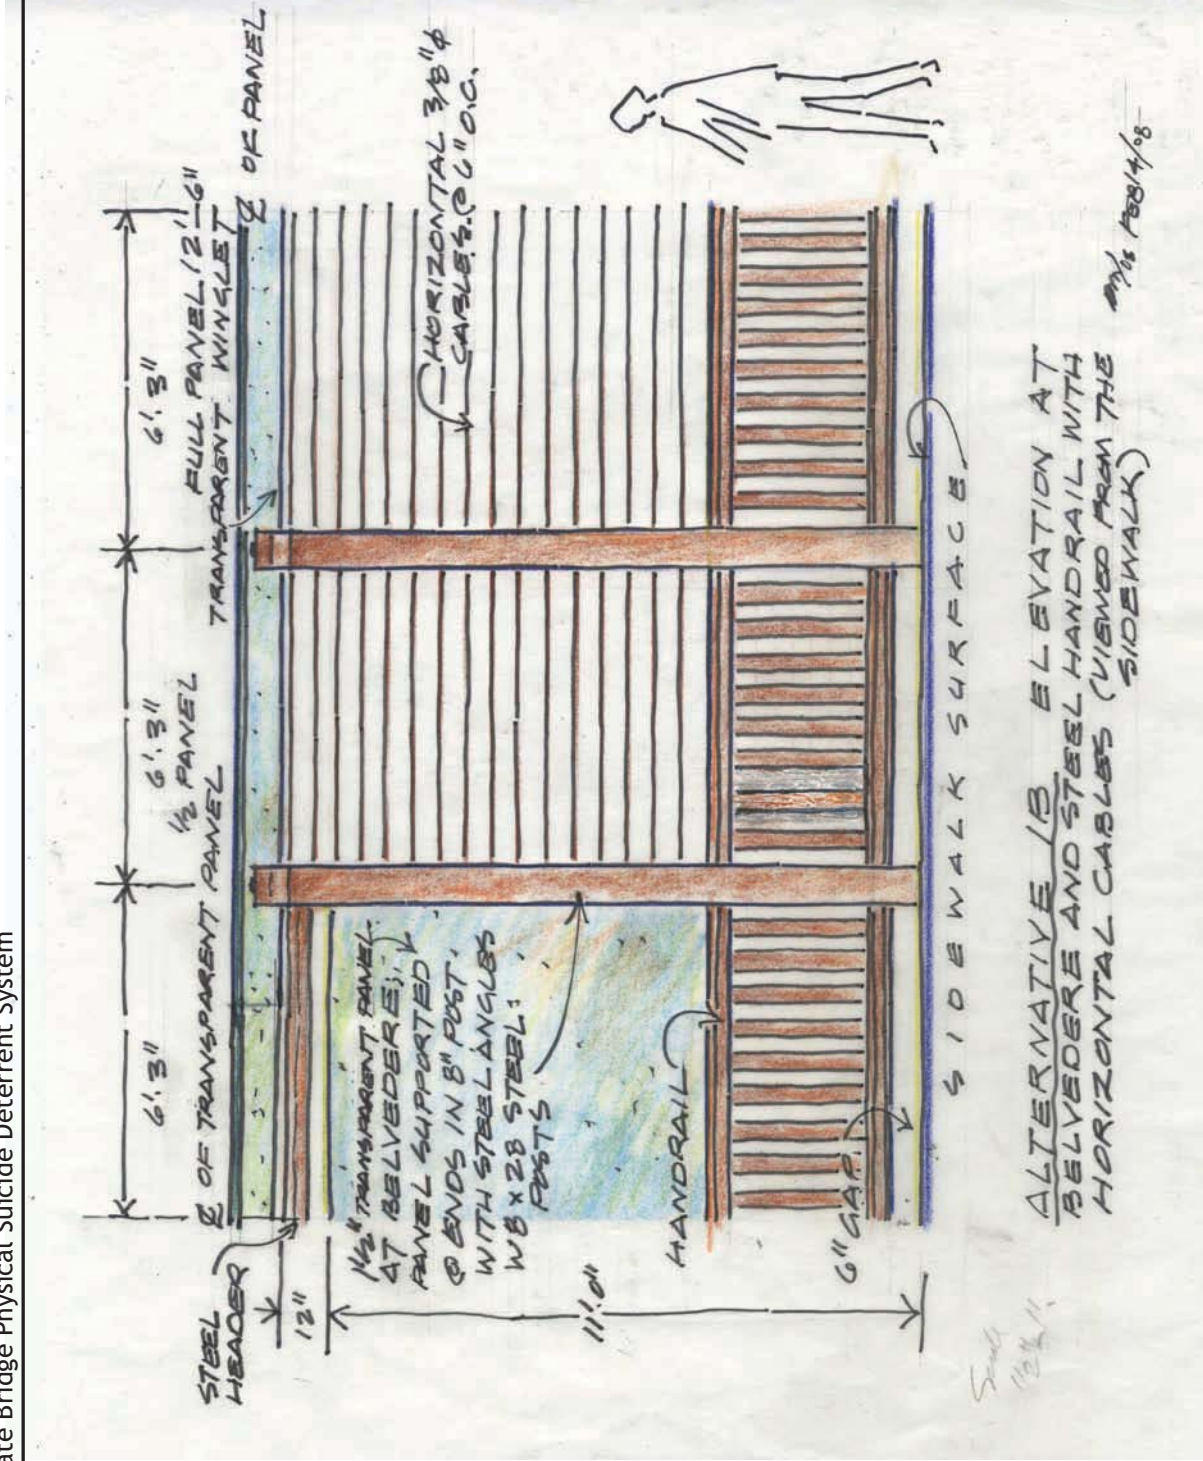 ate Bridge Physical Suicide Deterrent System
6'.3"
6'.3"
6'.3"
½ PANEL
FULL PANEL 12'-6"
STEEL
HEADER
℄ OF TRANSPARENT PANEL
TRANSPARENT WINGLET
℄ OF PANEL
12"
11'.0"
1½" TRANSPARENT PANEL
AT BELVEDERE;
PANEL SUPPORTED
@ ENDS IN 8" POST
WITH STEEL ANGLES
W8 x 28 STEEL
POSTS
HORIZONTAL 3/8" ϕ
CABLES @ 6" O.C.
HANDRAIL
6" GAP
SIDEWALK SURFACE
ALTERNATIVE 1B ELEVATION AT
BELVEDERE AND STEEL HANDRAIL WITH
HORIZONTAL CABLES (VIEWED FROM THE
SIDEWALK)